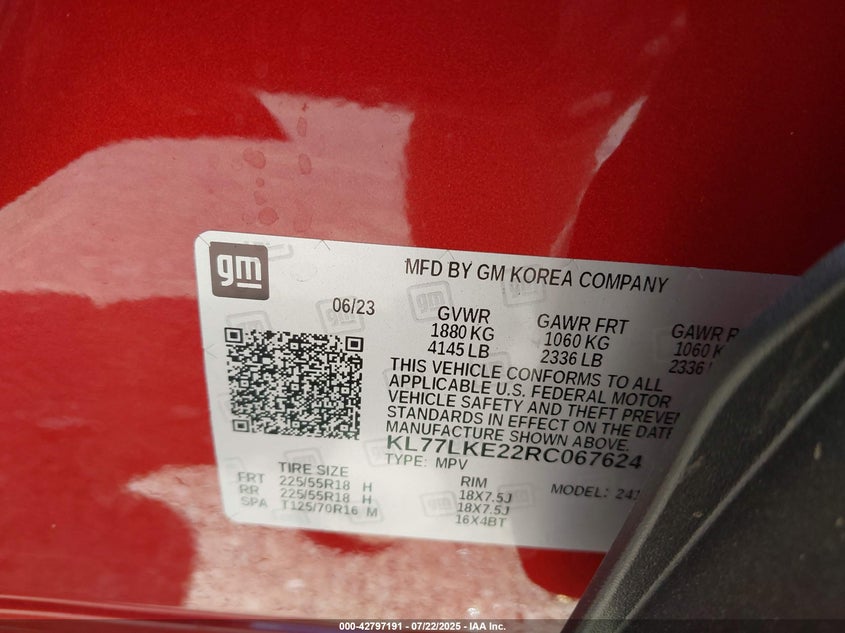 gm
MFD BY GM KOREA COMPANY
06/23
GVWR
1880 KG
4145 LB
GAWR FRT
1060 KG
2336 LB
GAWR
1060
2336
THIS VEHICLE CONFORMS TO ALL
APPLICABLE U.S. FEDERAL MOTOR
VEHICLE SAFETY AND THEFT
STANDARDS IN EFFECT ON THE
MANUFACTURE SHOWN ABOVE.
KL77LKE22RC067624
TYPE: MPV
TIRE SIZE
FRT 225/55R18 H
RR 225/55R18 H
SPA T125/70R16 M
RIM
18X7.5J
18X7.5J
16X4BT
MODEL:
000-42797191 - 07/22/2025 - IAA Inc.